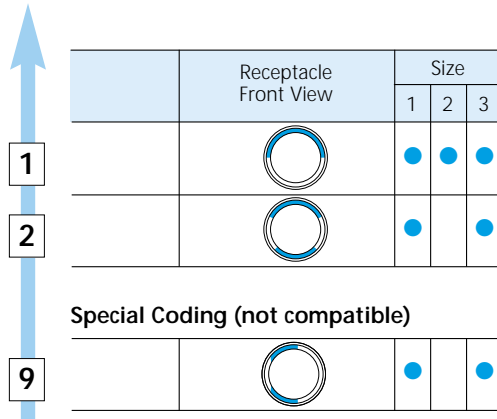 Receptacle
Front View
Size
1 2 3
1
2
Special Coding (not compatible)
9